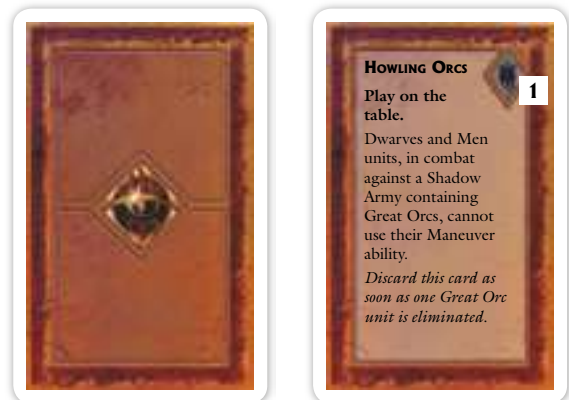 HOWLING ORCS
1
Play on the
table.
Dwarves and Men
units, in combat
against a Shadow
Army containing
Great Orcs, cannot
use their Maneuver
ability.
Discard this card as
soon as one Great Orc
unit is eliminated.